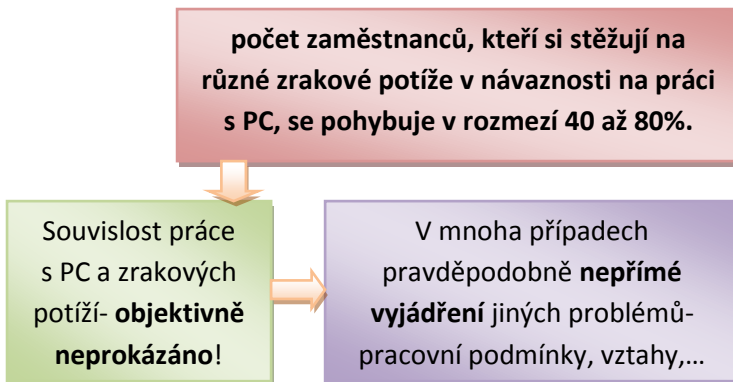 počet zaměstnanců, kteří si stěžují na
různé zrakové potíže v návaznosti na práci
s PC, se pohybuje v rozmezí 40 až 80%.
Souvislost práce
s PC a zrakových
potíží- objektivně
neprokázáno!
V mnoha případech
pravděpodobně nepřímé
vyjádření jiných problémů-
pracovní podmínky, vztahy,...